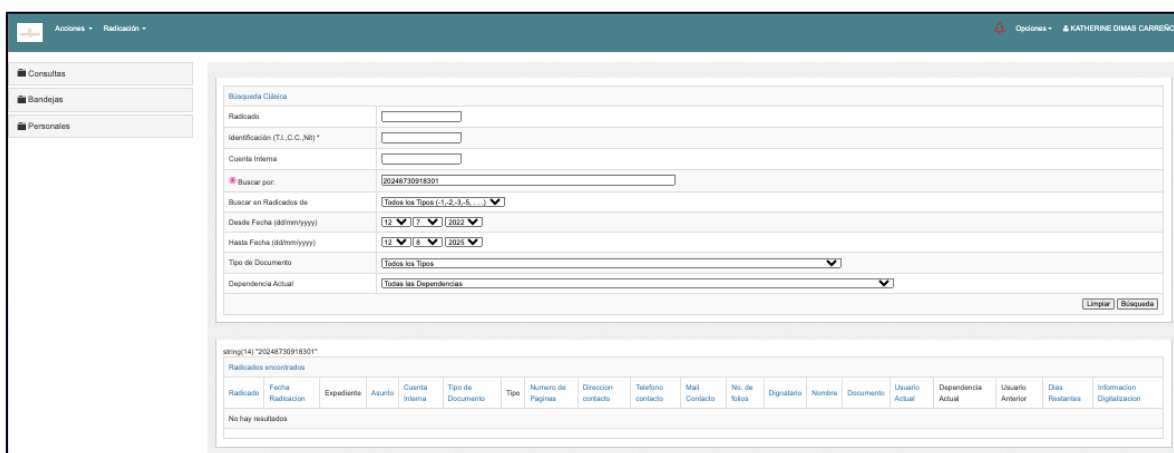 Acciones Radicación Opciones KATHERINE DIMAS CARREÑO
Consultas
Bandejas
Personales
Búsqueda Clásica
Radicado
Identificación (T.I.,C.C.,Nit) *
Cuenta Interna
Buscar por: 20248730918301
Buscar en Radicados de Todos los Tipos (-1,-2,-3,-5, . . .)
Desde Fecha (dd/mm/yyyy) 12 7 2022
Hasta Fecha (dd/mm/yyyy) 12 8 2025
Tipo de Documento Todos los Tipos
Dependencia Actual Todas las Dependencias
Limpiar Búsqueda
string(14) "20248730918301"
Radicados encontrados
Radicado Fecha Radicacion Expediente Asunto Cuenta Interna Tipo de Documento Tipo Numero de Paginas Direccion contacto Telefono contacto Mail Contacto No. de folios Dignatario Nombre Documento Usuario Actual Dependencia Actual Usuario Anterior Dias Restantes Informacion Digitalizacion
No hay resultados